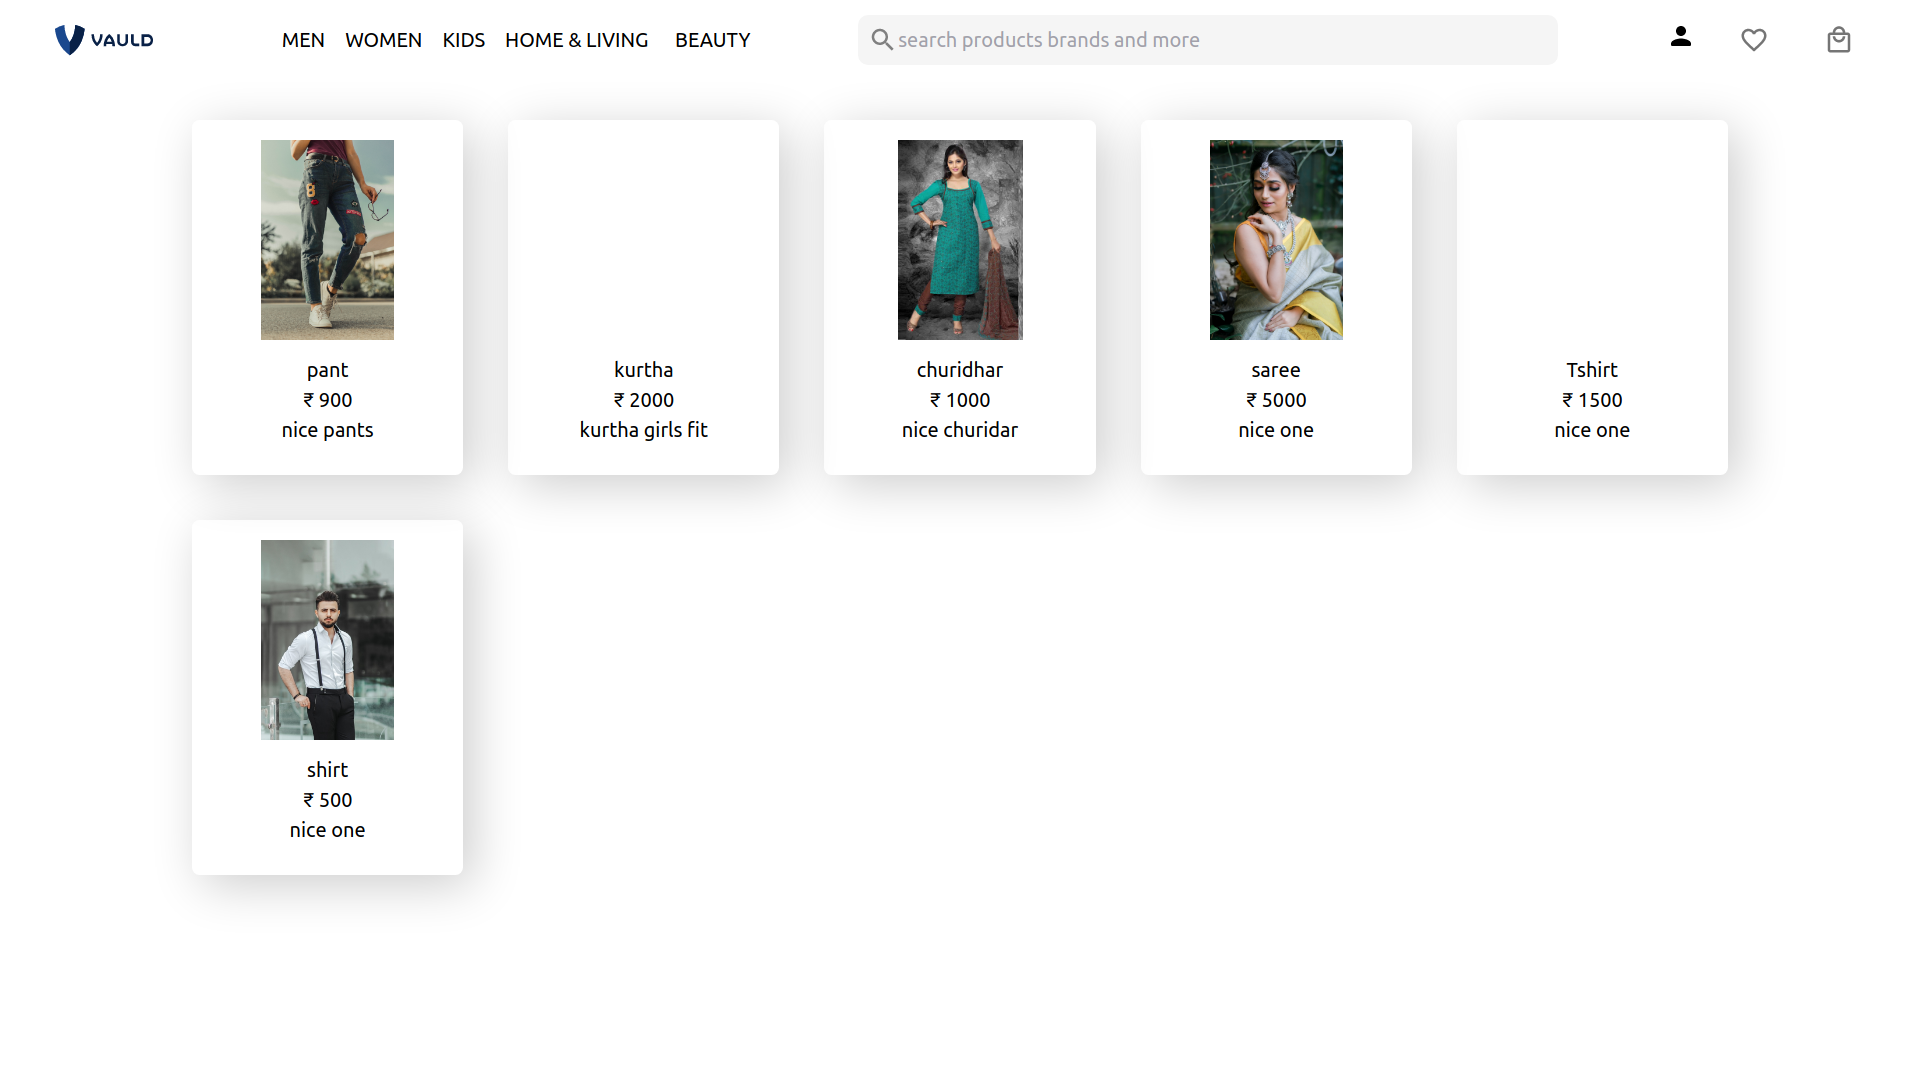 VAULD
MEN WOMEN KIDS HOME & LIVING BEAUTY
search products brands and more
pant
₹ 900
nice pants
kurtha
₹ 2000
kurtha girls fit
churidhar
₹ 1000
nice churidar
saree
₹ 5000
nice one
Tshirt
₹ 1500
nice one
shirt
₹ 500
nice one